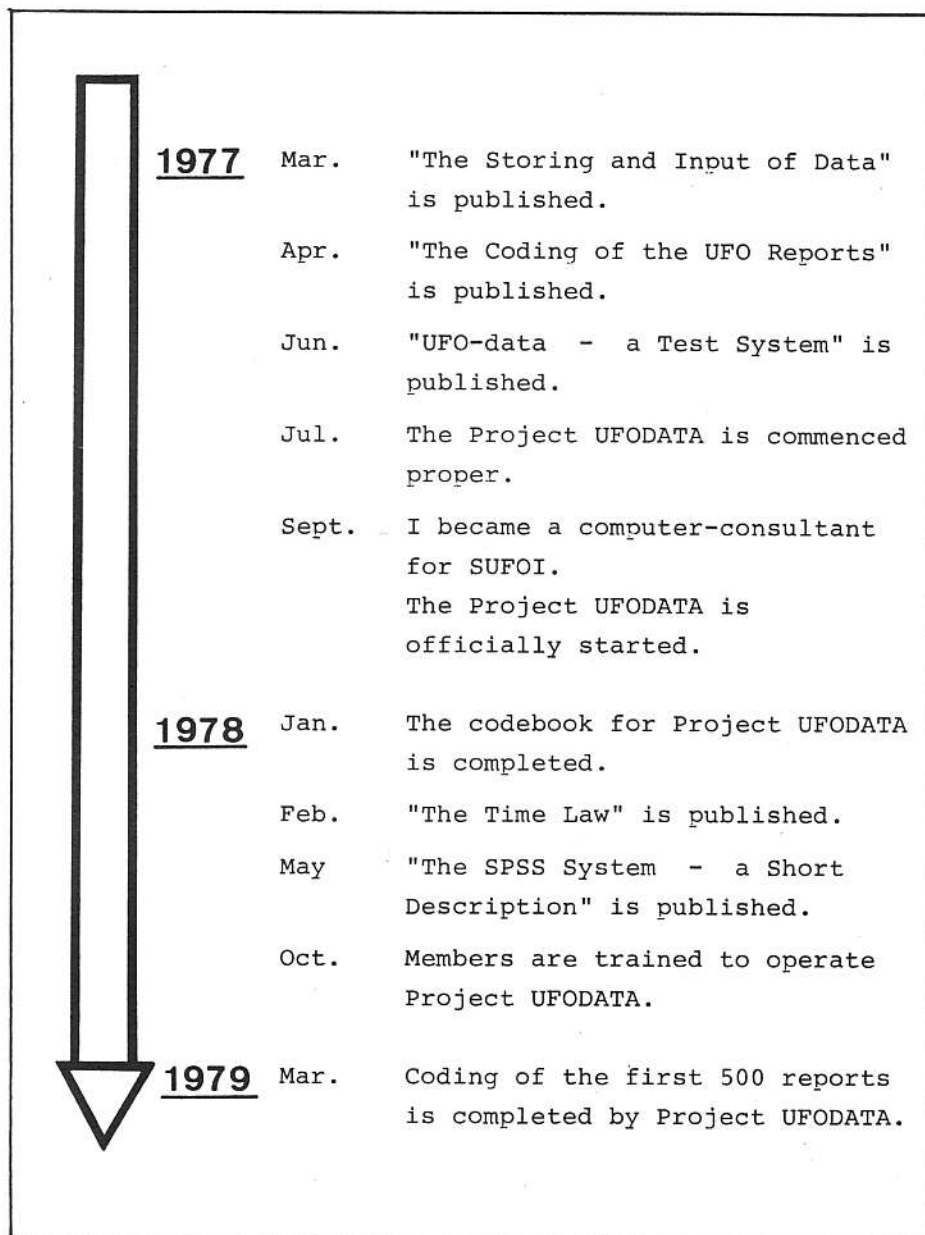 1977 Mar. "The Storing and Input of Data"
is published.
Apr. "The Coding of the UFO Reports"
is published.
Jun. "UFO-data - a Test System" is
published.
Jul. The Project UFODATA is commenced
proper.
Sept. I became a computer-consultant
for SUFOI.
The Project UFODATA is
officially started.
1978 Jan. The codebook for Project UFODATA
is completed.
Feb. "The Time Law" is published.
May "The SPSS System - a Short
Description" is published.
Oct. Members are trained to operate
Project UFODATA.
1979 Mar. Coding of the first 500 reports
is completed by Project UFODATA.